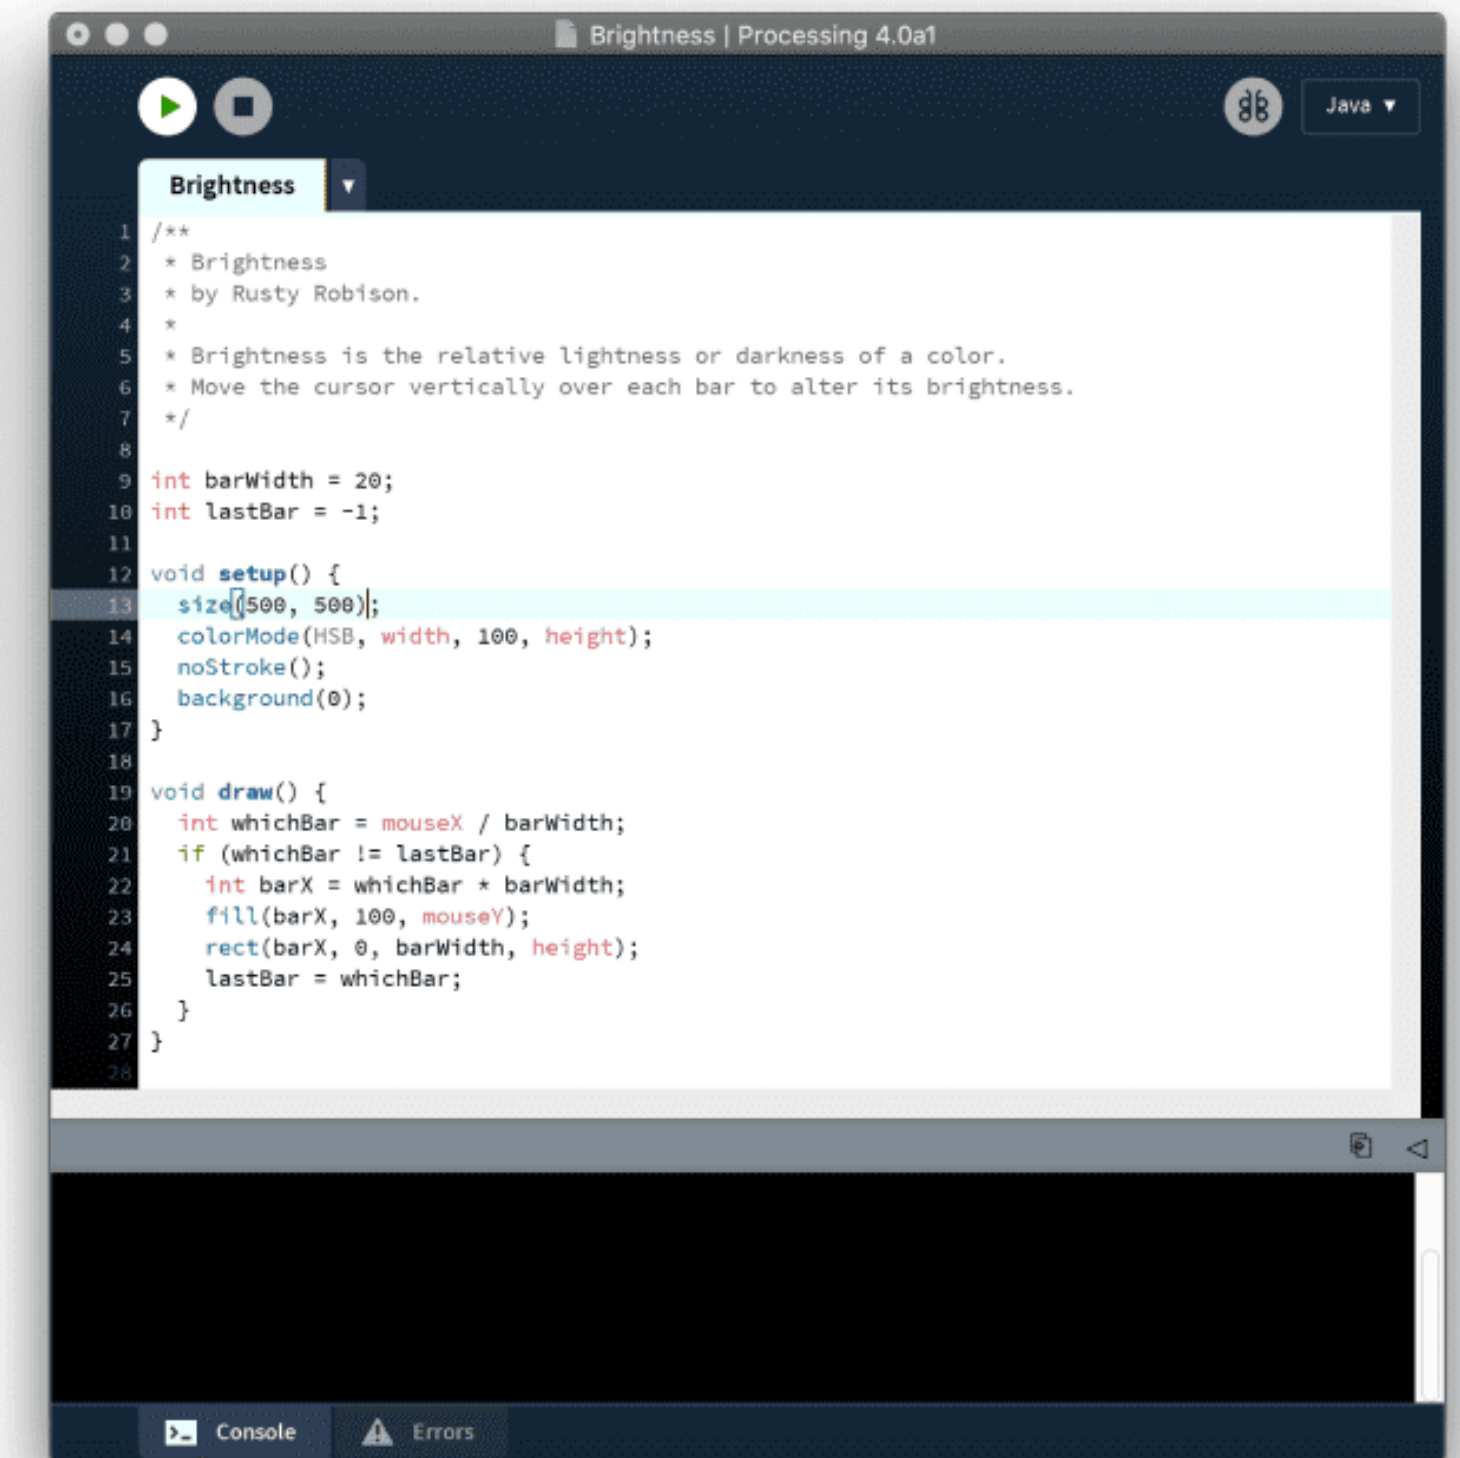 Brightness | Processing 4.0a1
Java ▼
Brightness ▼
1 /**
2  * Brightness
3  * by Rusty Robison.
4  *
5  * Brightness is the relative lightness or darkness of a color.
6  * Move the cursor vertically over each bar to alter its brightness.
7  */
8
9 int barWidth = 20;
10 int lastBar = -1;
11
12 void setup() {
13   size(500, 500);
14   colorMode(HSB, width, 100, height);
15   noStroke();
16   background(0);
17 }
18
19 void draw() {
20   int whichBar = mouseX / barWidth;
21   if (whichBar != lastBar) {
22     int barX = whichBar * barWidth;
23     fill(barX, 100, mouseY);
24     rect(barX, 0, barWidth, height);
25     lastBar = whichBar;
26   }
27 }
28
>_ Console Errors